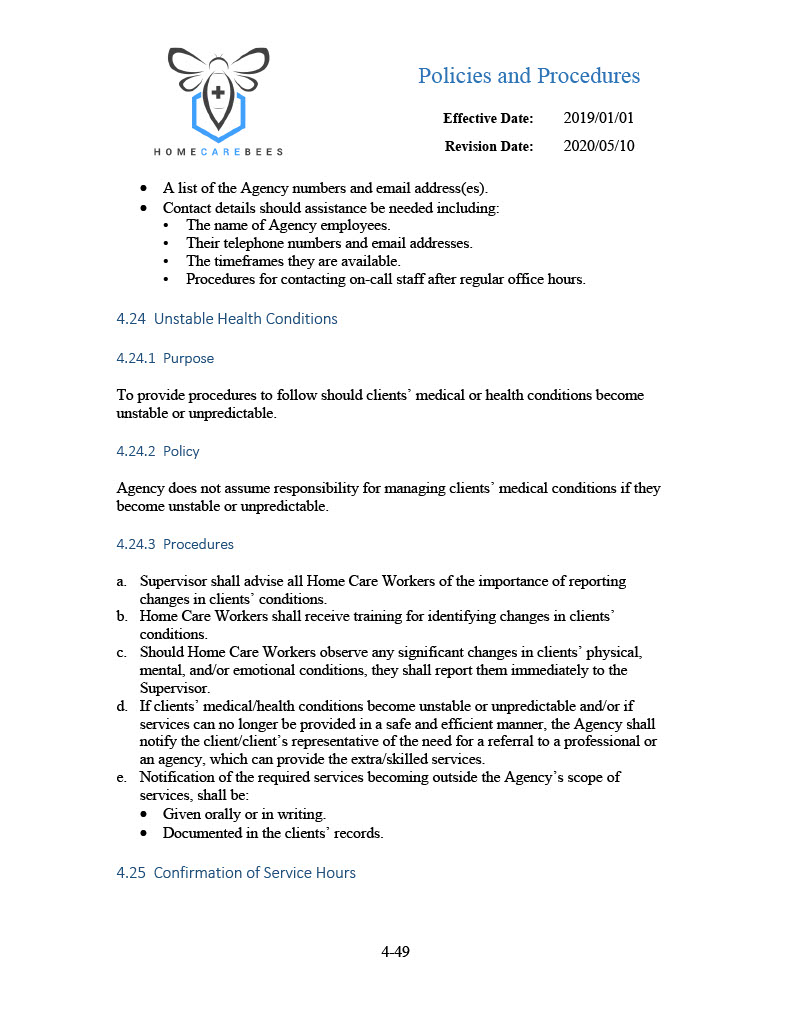 Policies and Procedures
Effective Date: 2019/01/01
Revision Date: 2020/05/10
HOMECAREBEES
• A list of the Agency numbers and email address(es).
• Contact details should assistance be needed including:
• The name of Agency employees.
• Their telephone numbers and email addresses.
• The timeframes they are available.
• Procedures for contacting on-call staff after regular office hours.
4.24 Unstable Health Conditions
4.24.1 Purpose
To provide procedures to follow should clients’ medical or health conditions become
unstable or unpredictable.
4.24.2 Policy
Agency does not assume responsibility for managing clients’ medical conditions if they
become unstable or unpredictable.
4.24.3 Procedures
a. Supervisor shall advise all Home Care Workers of the importance of reporting
changes in clients’ conditions.
b. Home Care Workers shall receive training for identifying changes in clients’
conditions.
c. Should Home Care Workers observe any significant changes in clients’ physical,
mental, and/or emotional conditions, they shall report them immediately to the
Supervisor.
d. If clients’ medical/health conditions become unstable or unpredictable and/or if
services can no longer be provided in a safe and efficient manner, the Agency shall
notify the client/client’s representative of the need for a referral to a professional or
an agency, which can provide the extra/skilled services.
e. Notification of the required services becoming outside the Agency’s scope of
services, shall be:
• Given orally or in writing.
• Documented in the clients’ records.
4.25 Confirmation of Service Hours
4-49